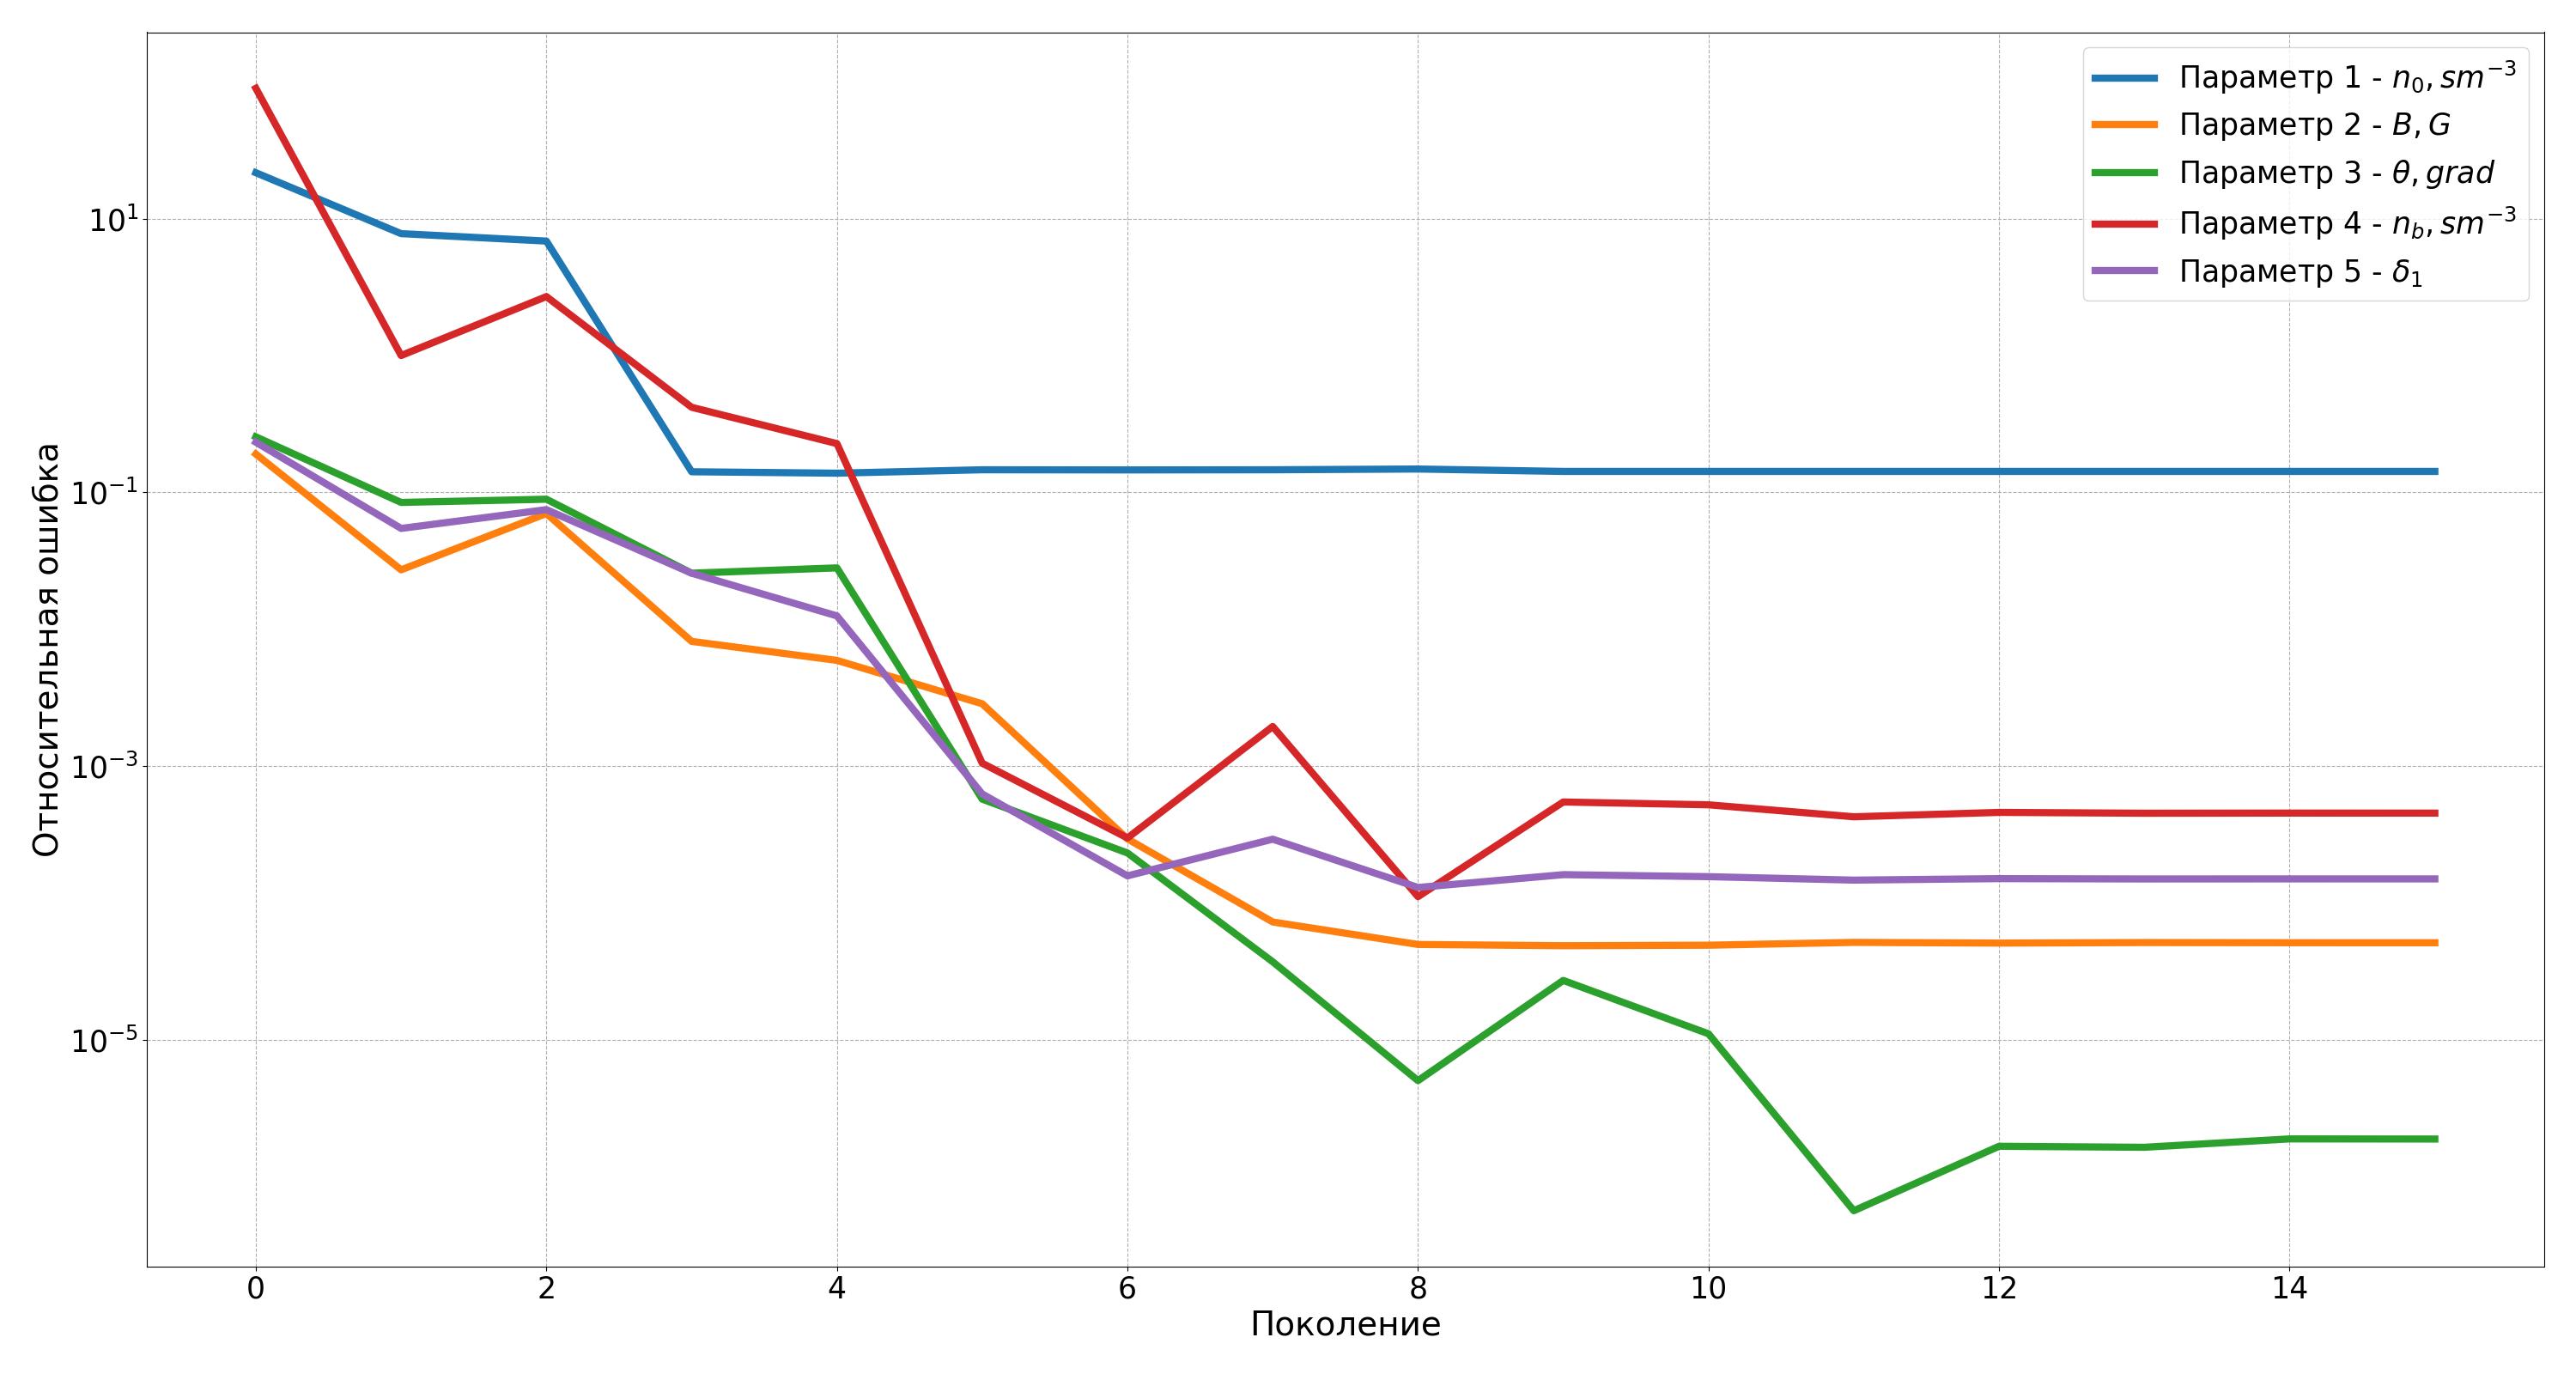 Относительная ошибка
10¹
10⁻¹
10⁻³
10⁻⁵
Параметр 1 - n₀, sm⁻³
Параметр 2 - B, G
Параметр 3 - θ, grad
Параметр 4 - n_b, sm⁻³
Параметр 5 - δ₁
0 2 4 6 8 10 12 14
Поколение